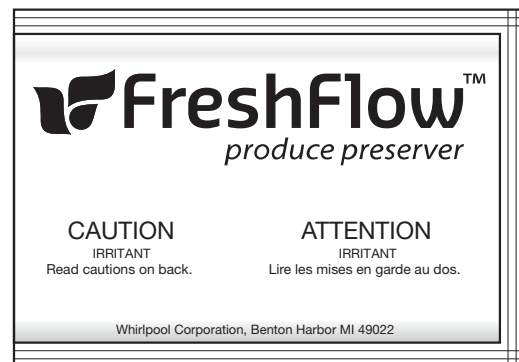 FreshFlow™
produce preserver
CAUTION
IRRITANT
Read cautions on back.
ATTENTION
IRRITANT
Lire les mises en garde au dos.
Whirlpool Corporation, Benton Harbor MI 49022